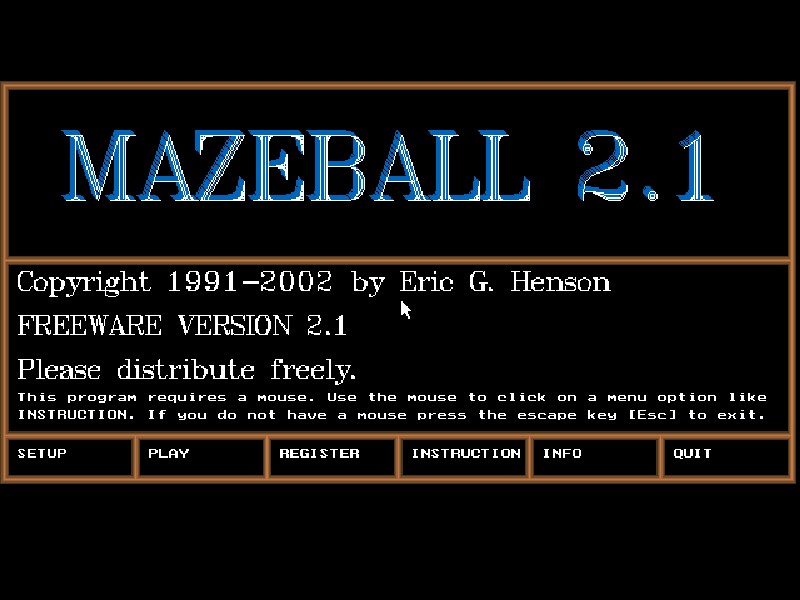 MAZEBALL 2.1
Copyright 1991-2002 by Eric G. Henson
FREEWARE VERSION 2.1
Please distribute freely.
This program requires a mouse. Use the mouse to click on a menu option like
INSTRUCTION. If you do not have a mouse press the escape key [Esc] to exit.
SETUP PLAY REGISTER INSTRUCTION INFO QUIT